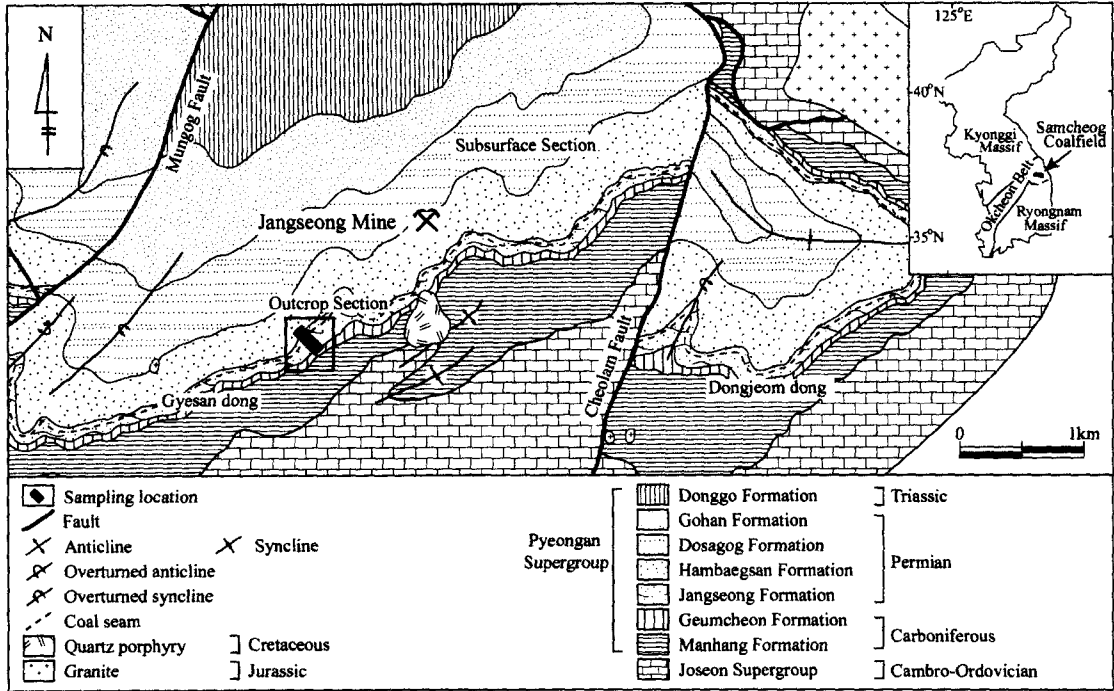 N
Mungog Fault
Subsurface Section
Jangseong Mine
Outcrop Section
Gyesan dong
Cheolam Fault
Dongjeom dong
0 1km
125°E
40°N
Kyonggi
Massif
Samcheog
Coalfield
Okcheon Belt
Ryongnam
Massif
35°N
Sampling location
Fault
Anticline
Syncline
Overturned anticline
Overturned syncline
Coal seam
Quartz porphyry ] Cretaceous
Granite ] Jurassic
Pyeongan
Supergroup
Donggo Formation ] Triassic
Gohan Formation
Dosagog Formation
Hambaegsan Formation
Permian
Jangseong Formation
Geumcheon Formation
Carboniferous
Manhang Formation
Joseon Supergroup ] Cambro-Ordovician